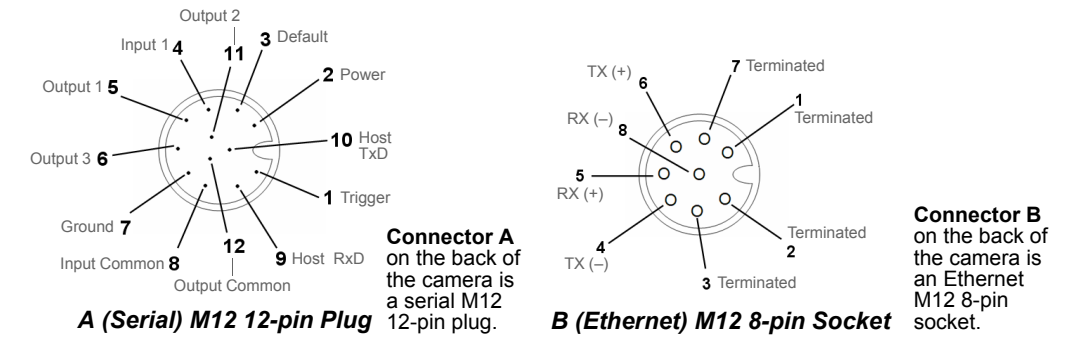 Output 2
11
3 Default
Input 1 4
2 Power
Output 1 5
10 Host
TxD
Output 3 6
1 Trigger
Ground 7
12
9 Host RxD
Input Common 8
Output Common
A (Serial) M12 12-pin Plug
Connector A
on the back of
the camera is
a serial M12
12-pin plug.
7 Terminated
TX (+)
6
1
Terminated
RX (–)
8
5
RX (+)
Terminated
2
4
TX (–)
3 Terminated
B (Ethernet) M12 8-pin Socket
Connector B
on the back of
the camera is
an Ethernet
M12 8-pin
socket.